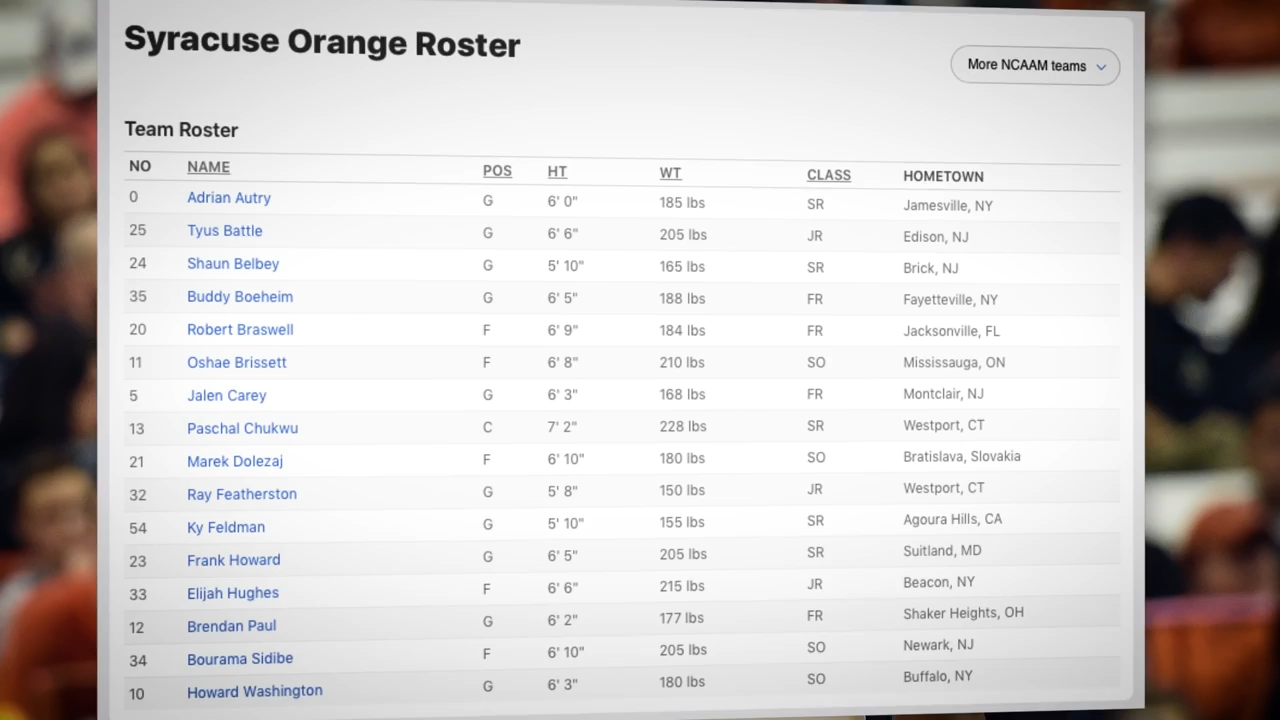 Syracuse Orange Roster
More NCAAM teams
Team Roster
NO NAME POS HT WT CLASS HOMETOWN
0 Adrian Autry G 6' 0" 185 lbs SR Jamesville, NY
25 Tyus Battle G 6' 6" 205 lbs JR Edison, NJ
24 Shaun Belbey G 5' 10" 165 lbs SR Brick, NJ
35 Buddy Boeheim G 6' 5" 188 lbs FR Fayetteville, NY
20 Robert Braswell F 6' 9" 184 lbs FR Jacksonville, FL
11 Oshae Brissett F 6' 8" 210 lbs SO Mississauga, ON
5 Jalen Carey G 6' 3" 168 lbs FR Montclair, NJ
13 Paschal Chukwu C 7' 2" 228 lbs SR Westport, CT
21 Marek Dolezaj F 6' 10" 180 lbs SO Bratislava, Slovakia
32 Ray Featherston G 5' 8" 150 lbs JR Westport, CT
54 Ky Feldman G 5' 10" 155 lbs SR Agoura Hills, CA
23 Frank Howard G 6' 5" 205 lbs SR Suitland, MD
33 Elijah Hughes F 6' 6" 215 lbs JR Beacon, NY
12 Brendan Paul G 6' 2" 177 lbs FR Shaker Heights, OH
34 Bourama Sidibe F 6' 10" 205 lbs SO Newark, NJ
10 Howard Washington G 6' 3" 180 lbs SO Buffalo, NY